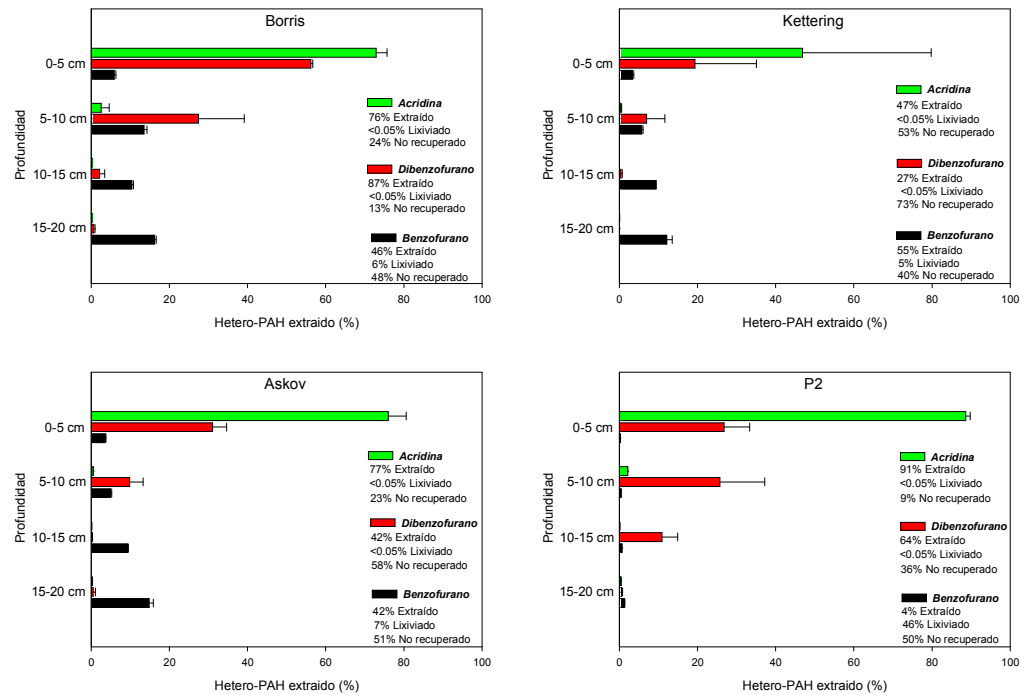 Borris
Profundidad
0-5 cm
5-10 cm
10-15 cm
15-20 cm
Acridina
76% Extraído
<0.05% Lixiviado
24% No recuperado
Dibenzofurano
87% Extraído
<0.05% Lixiviado
13% No recuperado
Benzofurano
46% Extraído
6% Lixiviado
48% No recuperado
0 20 40 60 80 100
Hetero-PAH extraido (%)
Kettering
Profundidad
0-5 cm
5-10 cm
10-15 cm
15-20 cm
Acridina
47% Extraído
<0.05% Lixiviado
53% No recuperado
Dibenzofurano
27% Extraído
<0.05% Lixiviado
73% No recuperado
Benzofurano
55% Extraído
5% Lixiviado
40% No recuperado
0 20 40 60 80 100
Hetero-PAH extraido (%)
Askov
Profundidad
0-5 cm
5-10 cm
10-15 cm
15-20 cm
Acridina
77% Extraído
<0.05% Lixiviado
23% No recuperado
Dibenzofurano
42% Extraído
<0.05% Lixiviado
58% No recuperado
Benzofurano
42% Extraído
7% Lixiviado
51% No recuperado
0 20 40 60 80 100
Hetero-PAH extraido (%)
P2
Profundidad
0-5 cm
5-10 cm
10-15 cm
15-20 cm
Acridina
91% Extraído
<0.05% Lixiviado
9% No recuperado
Dibenzofurano
64% Extraído
<0.05% Lixiviado
36% No recuperado
Benzofurano
4% Extraído
46% Lixiviado
50% No recuperado
0 20 40 60 80 100
Hetero-PAH extraido (%)